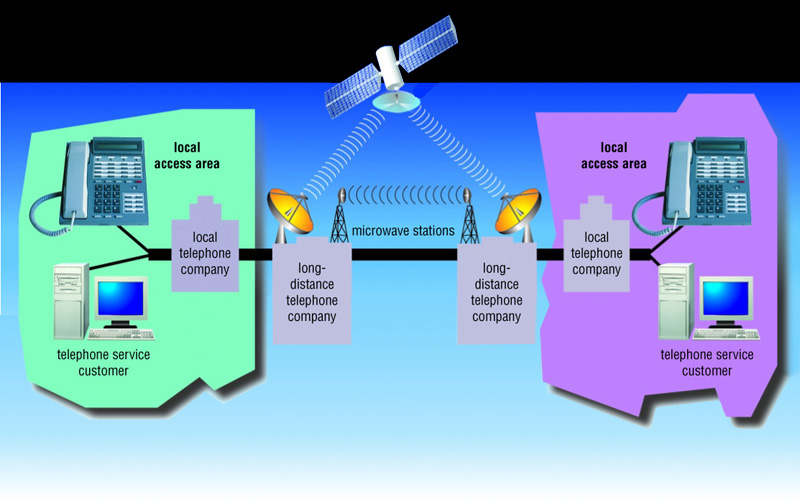 local
access area
local
telephone
company
telephone service
customer
microwave stations
long-
distance
telephone
company
long-
distance
telephone
company
local
access area
local
telephone
company
telephone service
customer